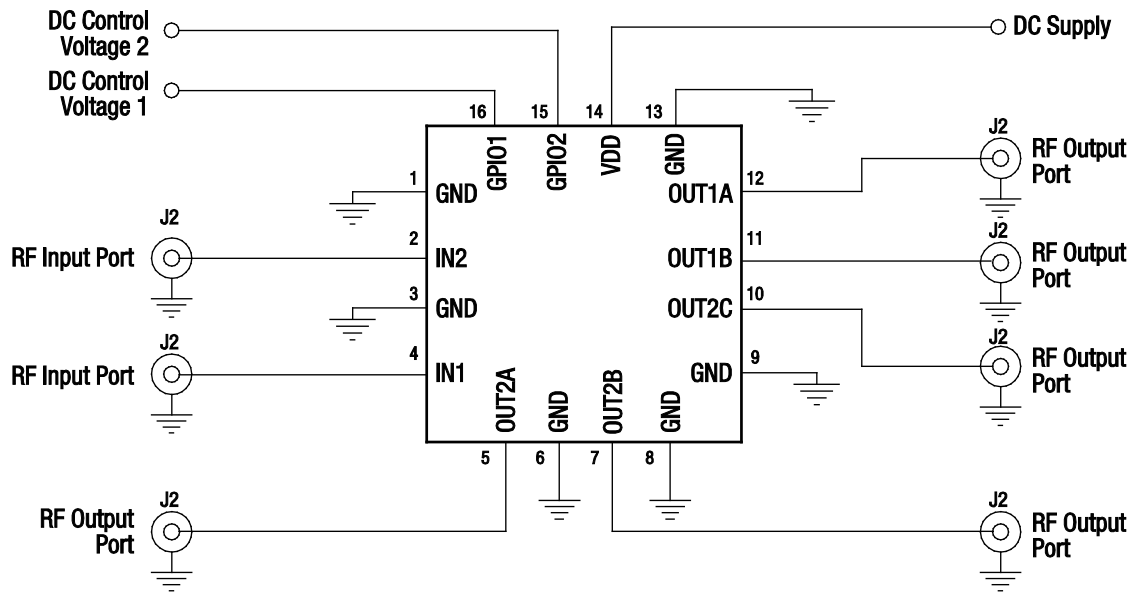 DC Control
Voltage 2
DC Supply
DC Control
Voltage 1
16
15
14
13
GPIO1
GPIO2
VDD
GND
J2
RF Output
Port
1
GND
12
OUT1A
J2
RF Input Port
2
IN2
11
OUT1B
J2
RF Output
Port
3
GND
10
OUT2C
J2
RF Input Port
4
IN1
9
GND
J2
RF Output
Port
OUT2A
GND
OUT2B
GND
5
6
7
8
J2
RF Output
Port
J2
RF Output
Port